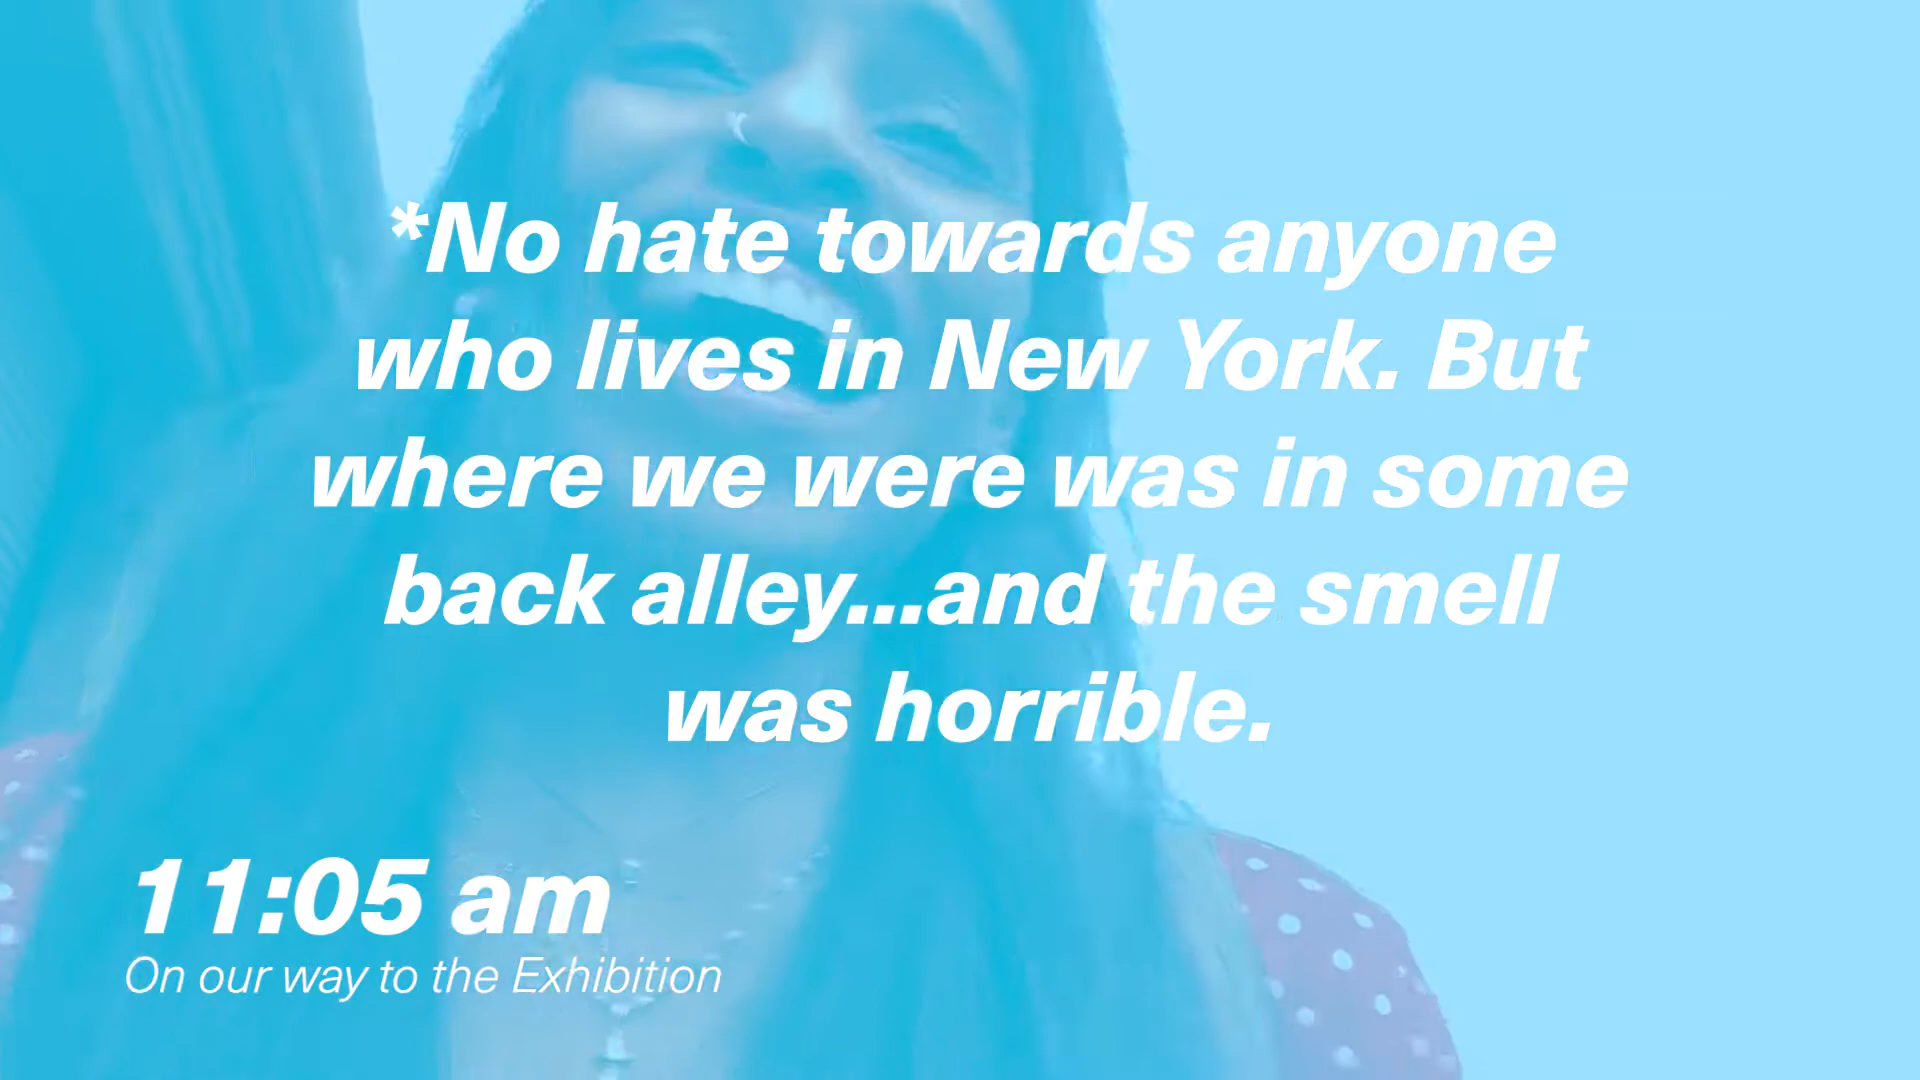 *No hate towards anyone
who lives in New York. But
where we were was in some
back alley...and the smell
was horrible.
11:05 am
On our way to the Exhibition